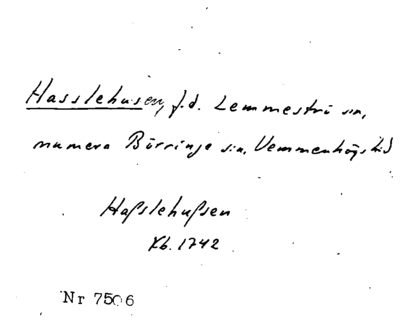 Hasslehusen, f.d. Lemmeströ sn,
numera Börringe sn, Vemmenhögs hd
Haßlehußen
Kb. 1742
Nr 7506